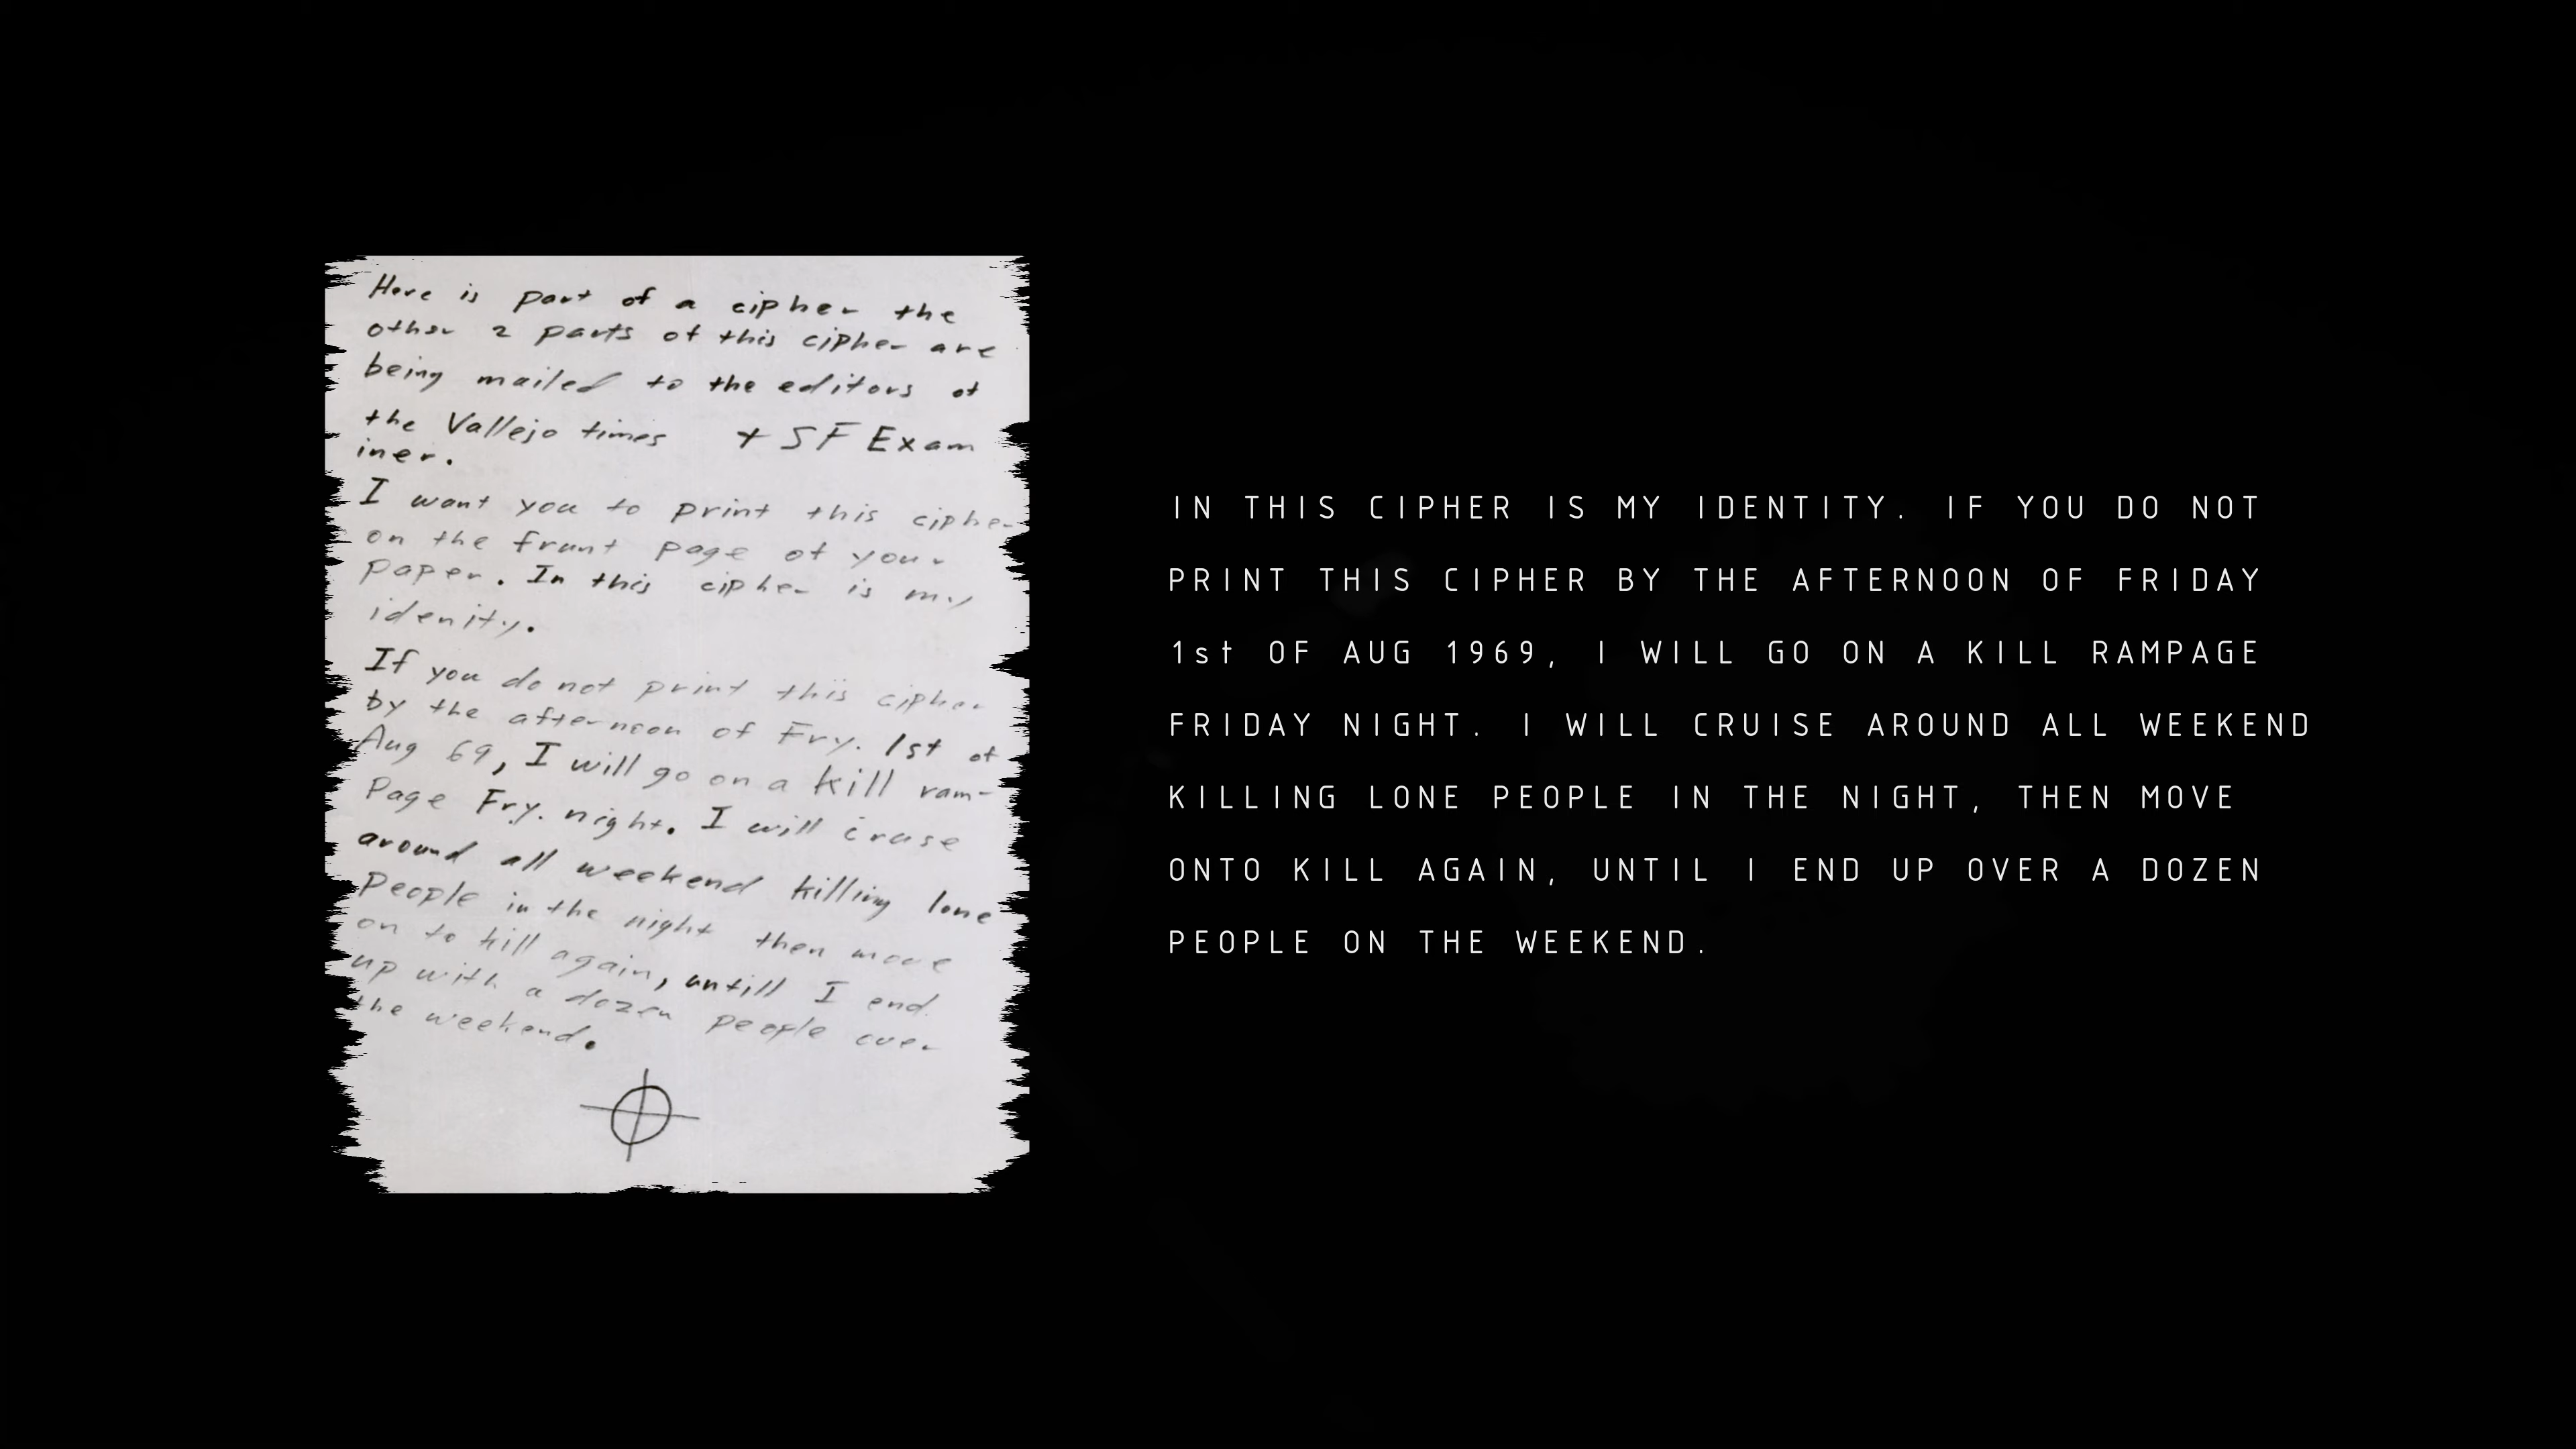 Here is part of a cipher the
other 2 parts of this cipher are
being mailed to the editors of
the Vallejo times + SF Exam
iner.
I want you to print this cipher
on the frunt page of your
paper. In this cipher is my
idenity.
If you do not print this cipher
by the afternoon of Fry. 1st of
Aug 69, I will go on a kill ram-
Page Fry. night. I will cruse
around all weekend killing lone
people in the night then move
on to kill again, untill I end
up with a dozen people over
the weekend.
IN THIS CIPHER IS MY IDENTITY. IF YOU DO NOT
PRINT THIS CIPHER BY THE AFTERNOON OF FRIDAY
1st OF AUG 1969, I WILL GO ON A KILL RAMPAGE
FRIDAY NIGHT. I WILL CRUISE AROUND ALL WEEKEND
KILLING LONE PEOPLE IN THE NIGHT, THEN MOVE
ONTO KILL AGAIN, UNTIL I END UP OVER A DOZEN
PEOPLE ON THE WEEKEND.